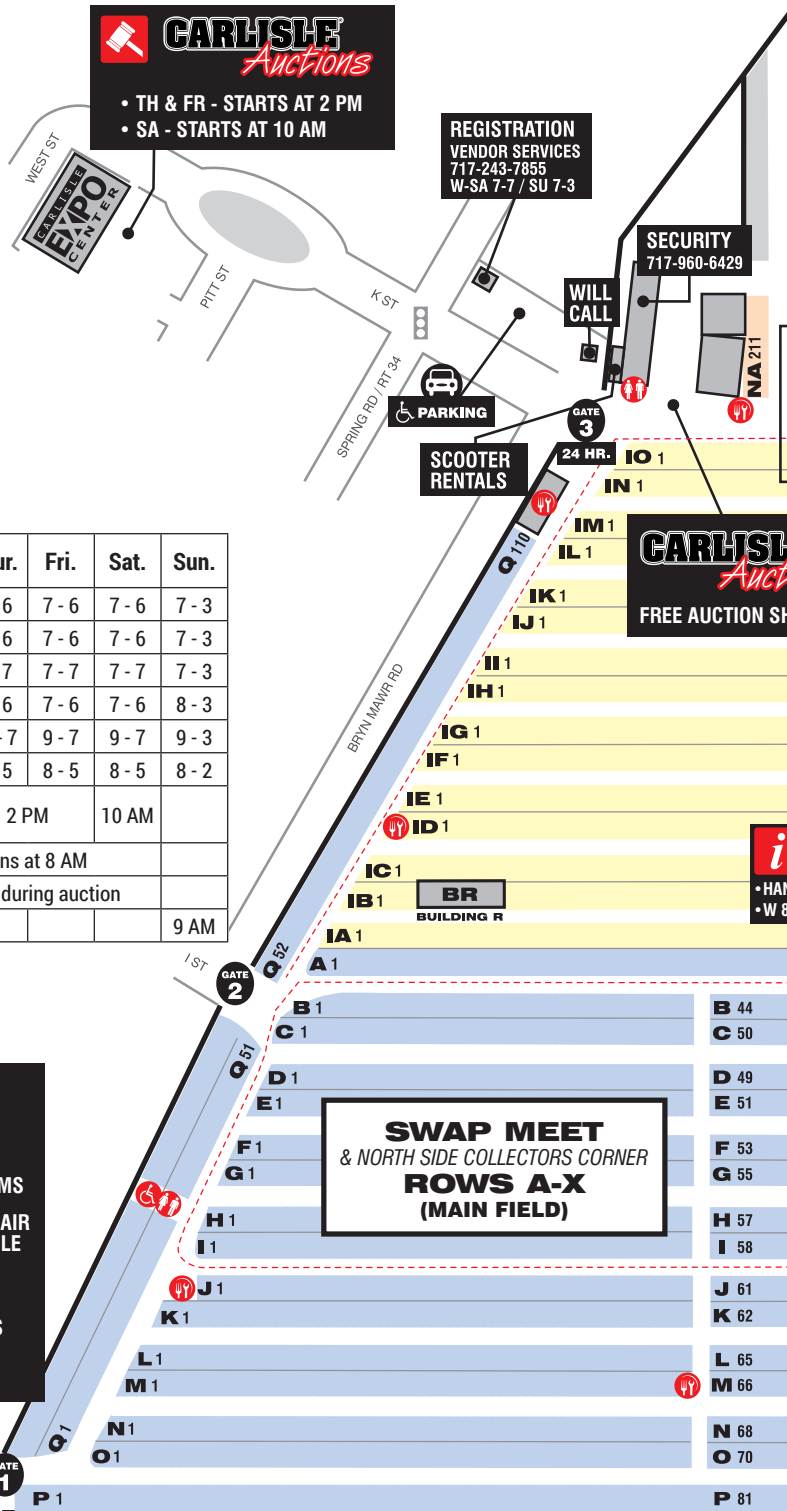 CARLISLE
Auctions
• TH & FR - STARTS AT 2 PM
• SA - STARTS AT 10 AM
WEST ST
CARLISLE
EXPO
CENTER
PITT ST
K ST
SPRING RD / RT 34
REGISTRATION
VENDOR SERVICES
717-243-7855
W-SA 7-7 / SU 7-3
SECURITY
717-960-6429
WILL
CALL
NA 211
PARKING
SCOOTER
RENTALS
GATE
3
24 HR.
IO 1
IN 1
IM 1
IL 1
IK 1
IJ 1
II 1
IH 1
IG 1
IF 1
IE 1
ID 1
IC 1
IB 1
IA 1
A 1
CARLISL
Auct
FREE AUCTION SH
Q 110
BRYN MAWR RD
BR
BUILDING R
i
• HAN
• W 8
ur. Fri. Sat. Sun.
6 7 - 6 7 - 6 7 - 3
6 7 - 6 7 - 6 7 - 3
7 7 - 7 7 - 7 7 - 3
6 7 - 6 7 - 6 8 - 3
- 7 9 - 7 9 - 7 9 - 3
5 8 - 5 8 - 5 8 - 2
2 PM 10 AM
ns at 8 AM
during auction
9 AM
I ST
GATE
2
Q 52
Q 51
B 1 B 44
C 1 C 50
D 1 D 49
E 1 E 51
F 1 F 53
G 1 G 55
H 1 H 57
I 1 I 58
J 1 J 61
K 1 K 62
L 1 L 65
M 1 M 66
N 1 N 68
O 1 O 70
P 1 P 81
SWAP MEET
& NORTH SIDE COLLECTORS CORNER
ROWS A-X
(MAIN FIELD)
MS
AIR
LE
S
Q 1
ATE
1